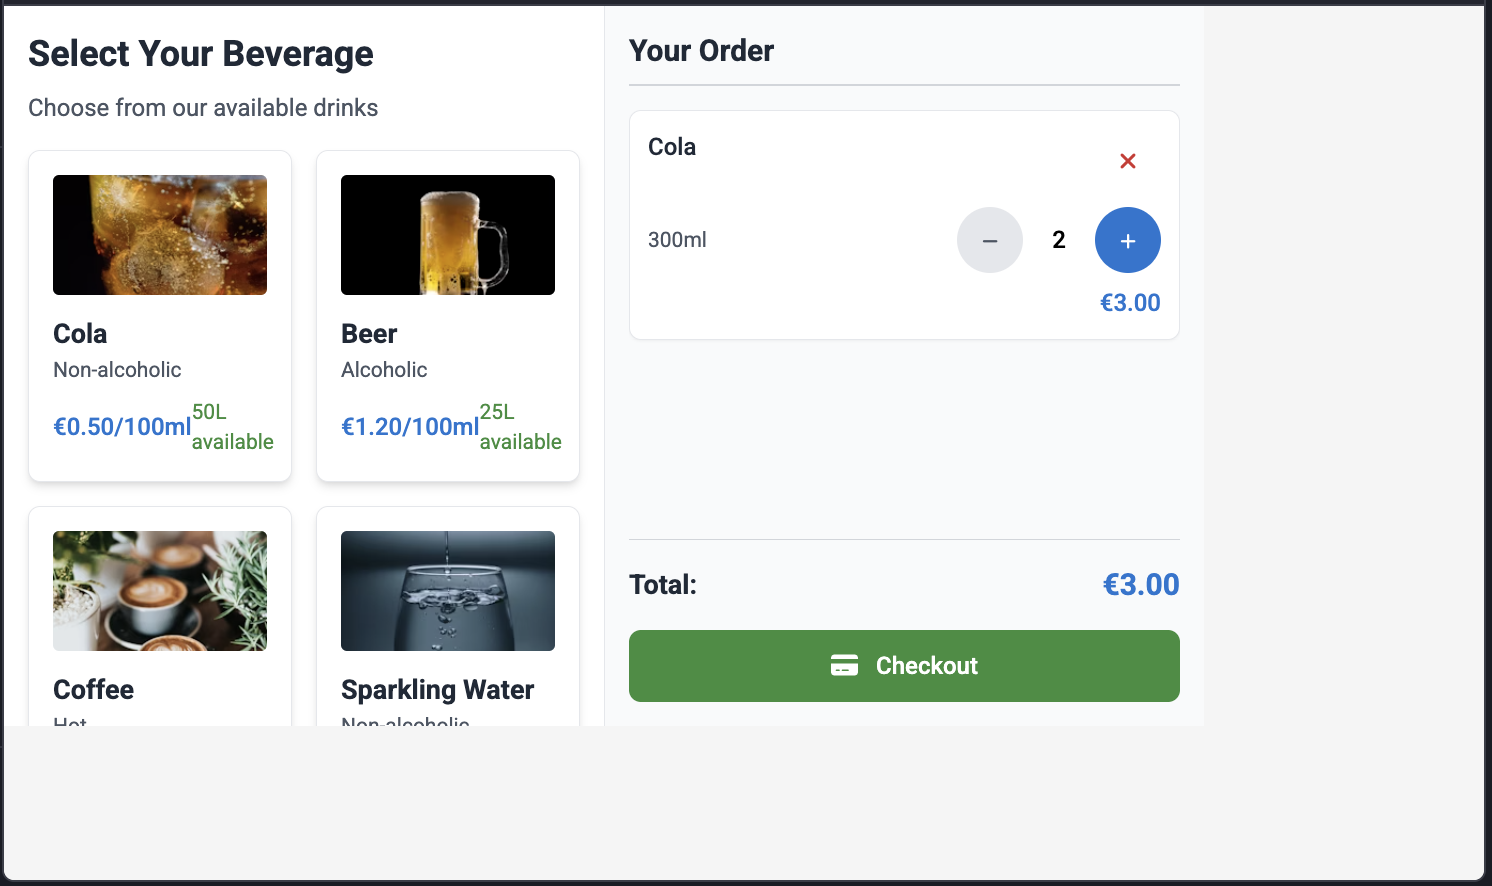 Select Your Beverage
Choose from our available drinks
Cola
Non-alcoholic
€0.50/100ml
50L
available
Beer
Alcoholic
€1.20/100ml
25L
available
Coffee
Hot
Sparkling Water
Non-alcoholic
Your Order
Cola
×
300ml
− 2 +
€3.00
Total: €3.00
Checkout